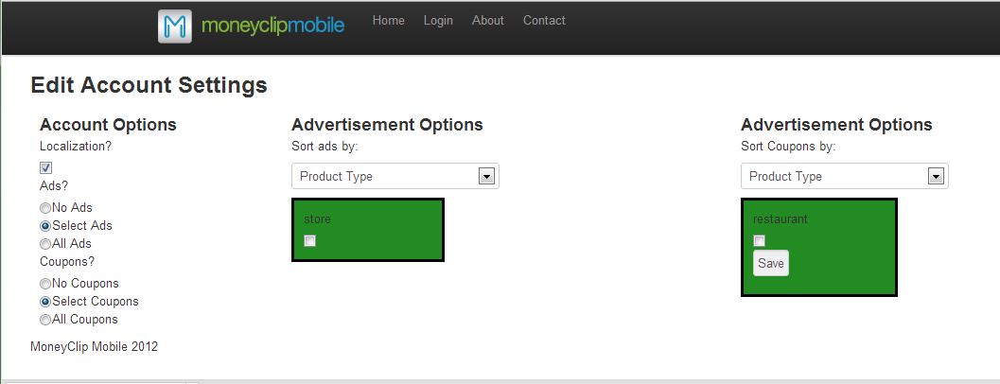 moneyclipmobile Home Login About Contact
Edit Account Settings
Account Options
Localization?
Ads?
No Ads
Select Ads
All Ads
Coupons?
No Coupons
Select Coupons
All Coupons
Advertisement Options
Sort ads by:
Product Type
store
Advertisement Options
Sort Coupons by:
Product Type
restaurant
Save
MoneyClip Mobile 2012